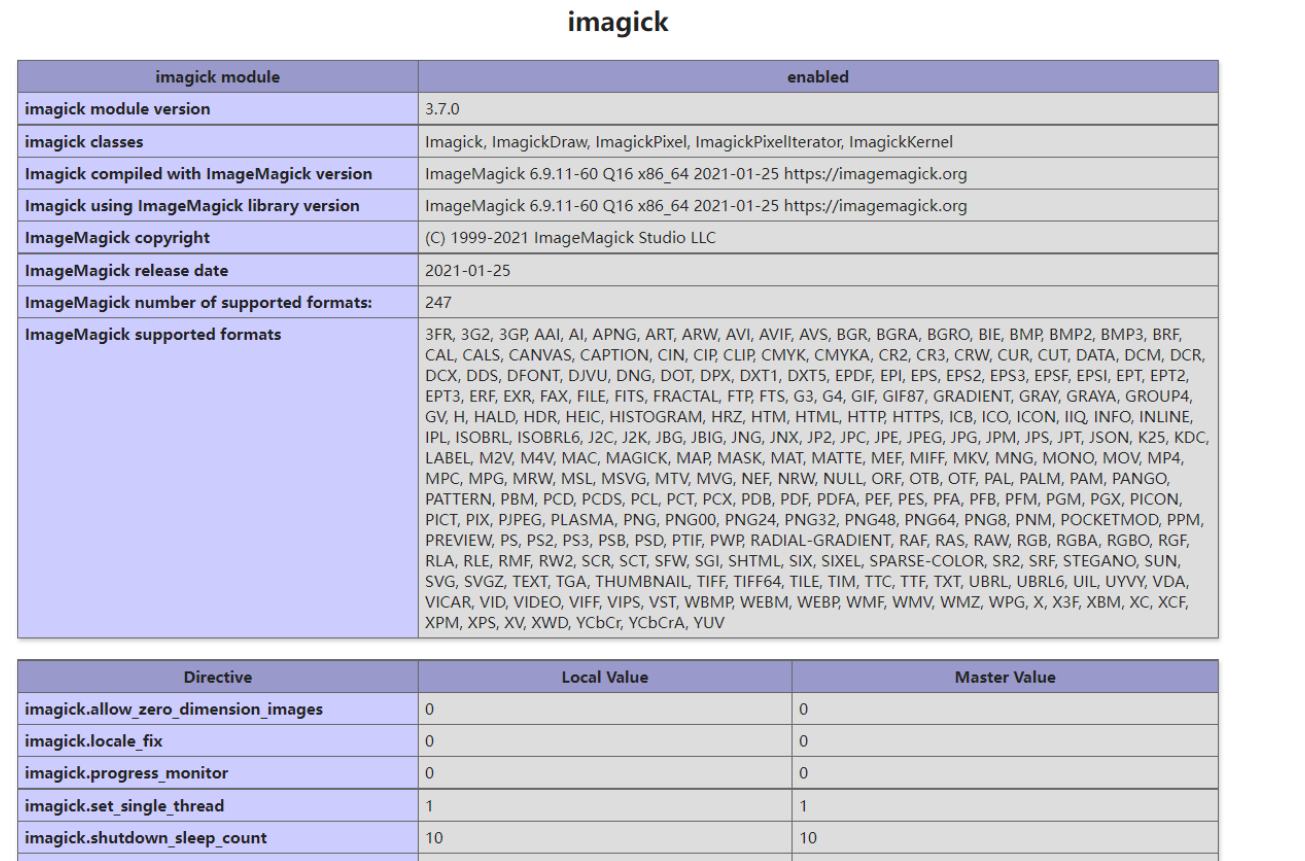 imagick
imagick module enabled
imagick module version 3.7.0
imagick classes Imagick, ImagickDraw, ImagickPixel, ImagickPixelIterator, ImagickKernel
Imagick compiled with ImageMagick version ImageMagick 6.9.11-60 Q16 x86_64 2021-01-25 https://imagemagick.org
Imagick using ImageMagick library version ImageMagick 6.9.11-60 Q16 x86_64 2021-01-25 https://imagemagick.org
ImageMagick copyright (C) 1999-2021 ImageMagick Studio LLC
ImageMagick release date 2021-01-25
ImageMagick number of supported formats: 247
ImageMagick supported formats 3FR, 3G2, 3GP, AAI, AI, APNG, ART, ARW, AVI, AVIF, AVS, BGR, BGRA, BGRO, BIE, BMP, BMP2, BMP3, BRF,
CAL, CALS, CANVAS, CAPTION, CIN, CIP, CLIP, CMYK, CMYKA, CR2, CR3, CRW, CUR, CUT, DATA, DCM, DCR,
DCX, DDS, DFONT, DJVU, DNG, DOT, DPX, DXT1, DXT5, EPDF, EPI, EPS, EPS2, EPS3, EPSF, EPSI, EPT, EPT2,
EPT3, ERF, EXR, FAX, FILE, FITS, FRACTAL, FTP, FTS, G3, G4, GIF, GIF87, GRADIENT, GRAY, GRAYA, GROUP4,
GV, H, HALD, HDR, HEIC, HISTOGRAM, HRZ, HTM, HTML, HTTP, HTTPS, ICB, ICO, ICON, IIQ, INFO, INLINE,
IPL, ISOBRL, ISOBRL6, J2C, J2K, JBG, JBIG, JNG, JNX, JP2, JPC, JPE, JPEG, JPG, JPM, JPS, JPT, JSON, K25, KDC,
LABEL, M2V, M4V, MAC, MAGICK, MAP, MASK, MAT, MATTE, MEF, MIFF, MKV, MNG, MONO, MOV, MP4,
MPC, MPG, MRW, MSL, MSVG, MTV, MVG, NEF, NRW, NULL, ORF, OTB, OTF, PAL, PALM, PAM, PANGO,
PATTERN, PBM, PCD, PCDS, PCL, PCT, PCX, PDB, PDF, PDFA, PEF, PES, PFA, PFB, PFM, PGM, PGX, PICON,
PICT, PIX, PJPEG, PLASMA, PNG, PNG00, PNG24, PNG32, PNG48, PNG64, PNG8, PNM, POCKETMOD, PPM,
PREVIEW, PS, PS2, PS3, PSB, PSD, PTIF, PWP, RADIAL-GRADIENT, RAF, RAS, RAW, RGB, RGBA, RGBO, RGF,
RLA, RLE, RMF, RW2, SCR, SCT, SFW, SGI, SHTML, SIX, SIXEL, SPARSE-COLOR, SR2, SRF, STEGANO, SUN,
SVG, SVGZ, TEXT, TGA, THUMBNAIL, TIFF, TIFF64, TILE, TIM, TTC, TTF, TXT, UBRL, UBRL6, UIL, UYVY, VDA,
VICAR, VID, VIDEO, VIFF, VIPS, VST, WBMP, WEBM, WEBP, WMF, WMV, WMZ, WPG, X, X3F, XBM, XC, XCF,
XPM, XPS, XV, XWD, YCbCr, YCbCrA, YUV
Directive Local Value Master Value
imagick.allow_zero_dimension_images 0 0
imagick.locale_fix 0 0
imagick.progress_monitor 0 0
imagick.set_single_thread 1 1
imagick.shutdown_sleep_count 10 10